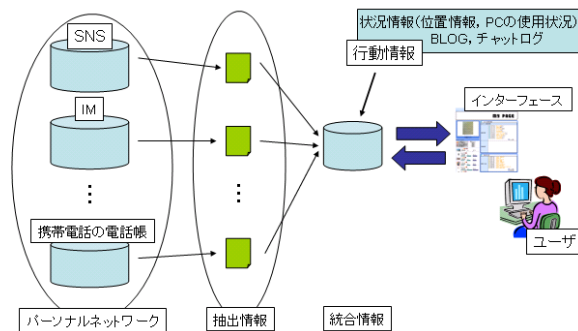 SNS
状況情報(位置情報, PCの使用状況)
BLOG, チャットログ
行動情報
インターフェース
MY PAGE
IM
携帯電話の電話帳
ユーザ
パーソナルネットワーク
抽出情報
統合情報